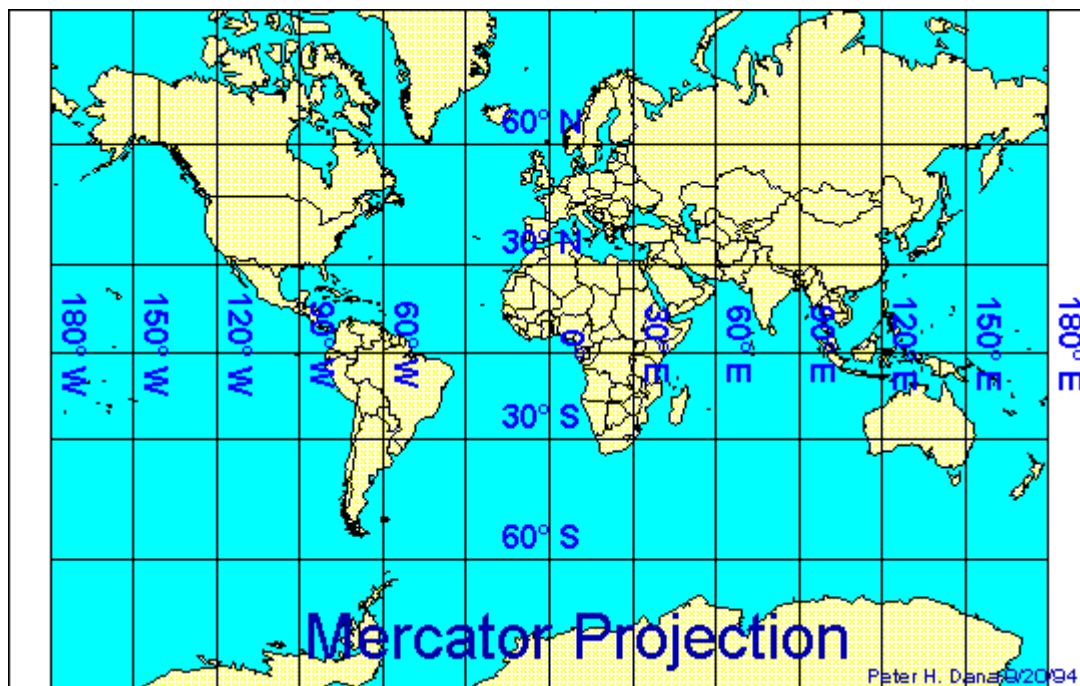 60° N
30° N
180° W
150° W
120° W
90° W
60° W
0°
30° E
60° E
90° E
120° E
150° E
180° E
30° S
60° S
Mercator Projection
Peter H. Dana 9/20/94